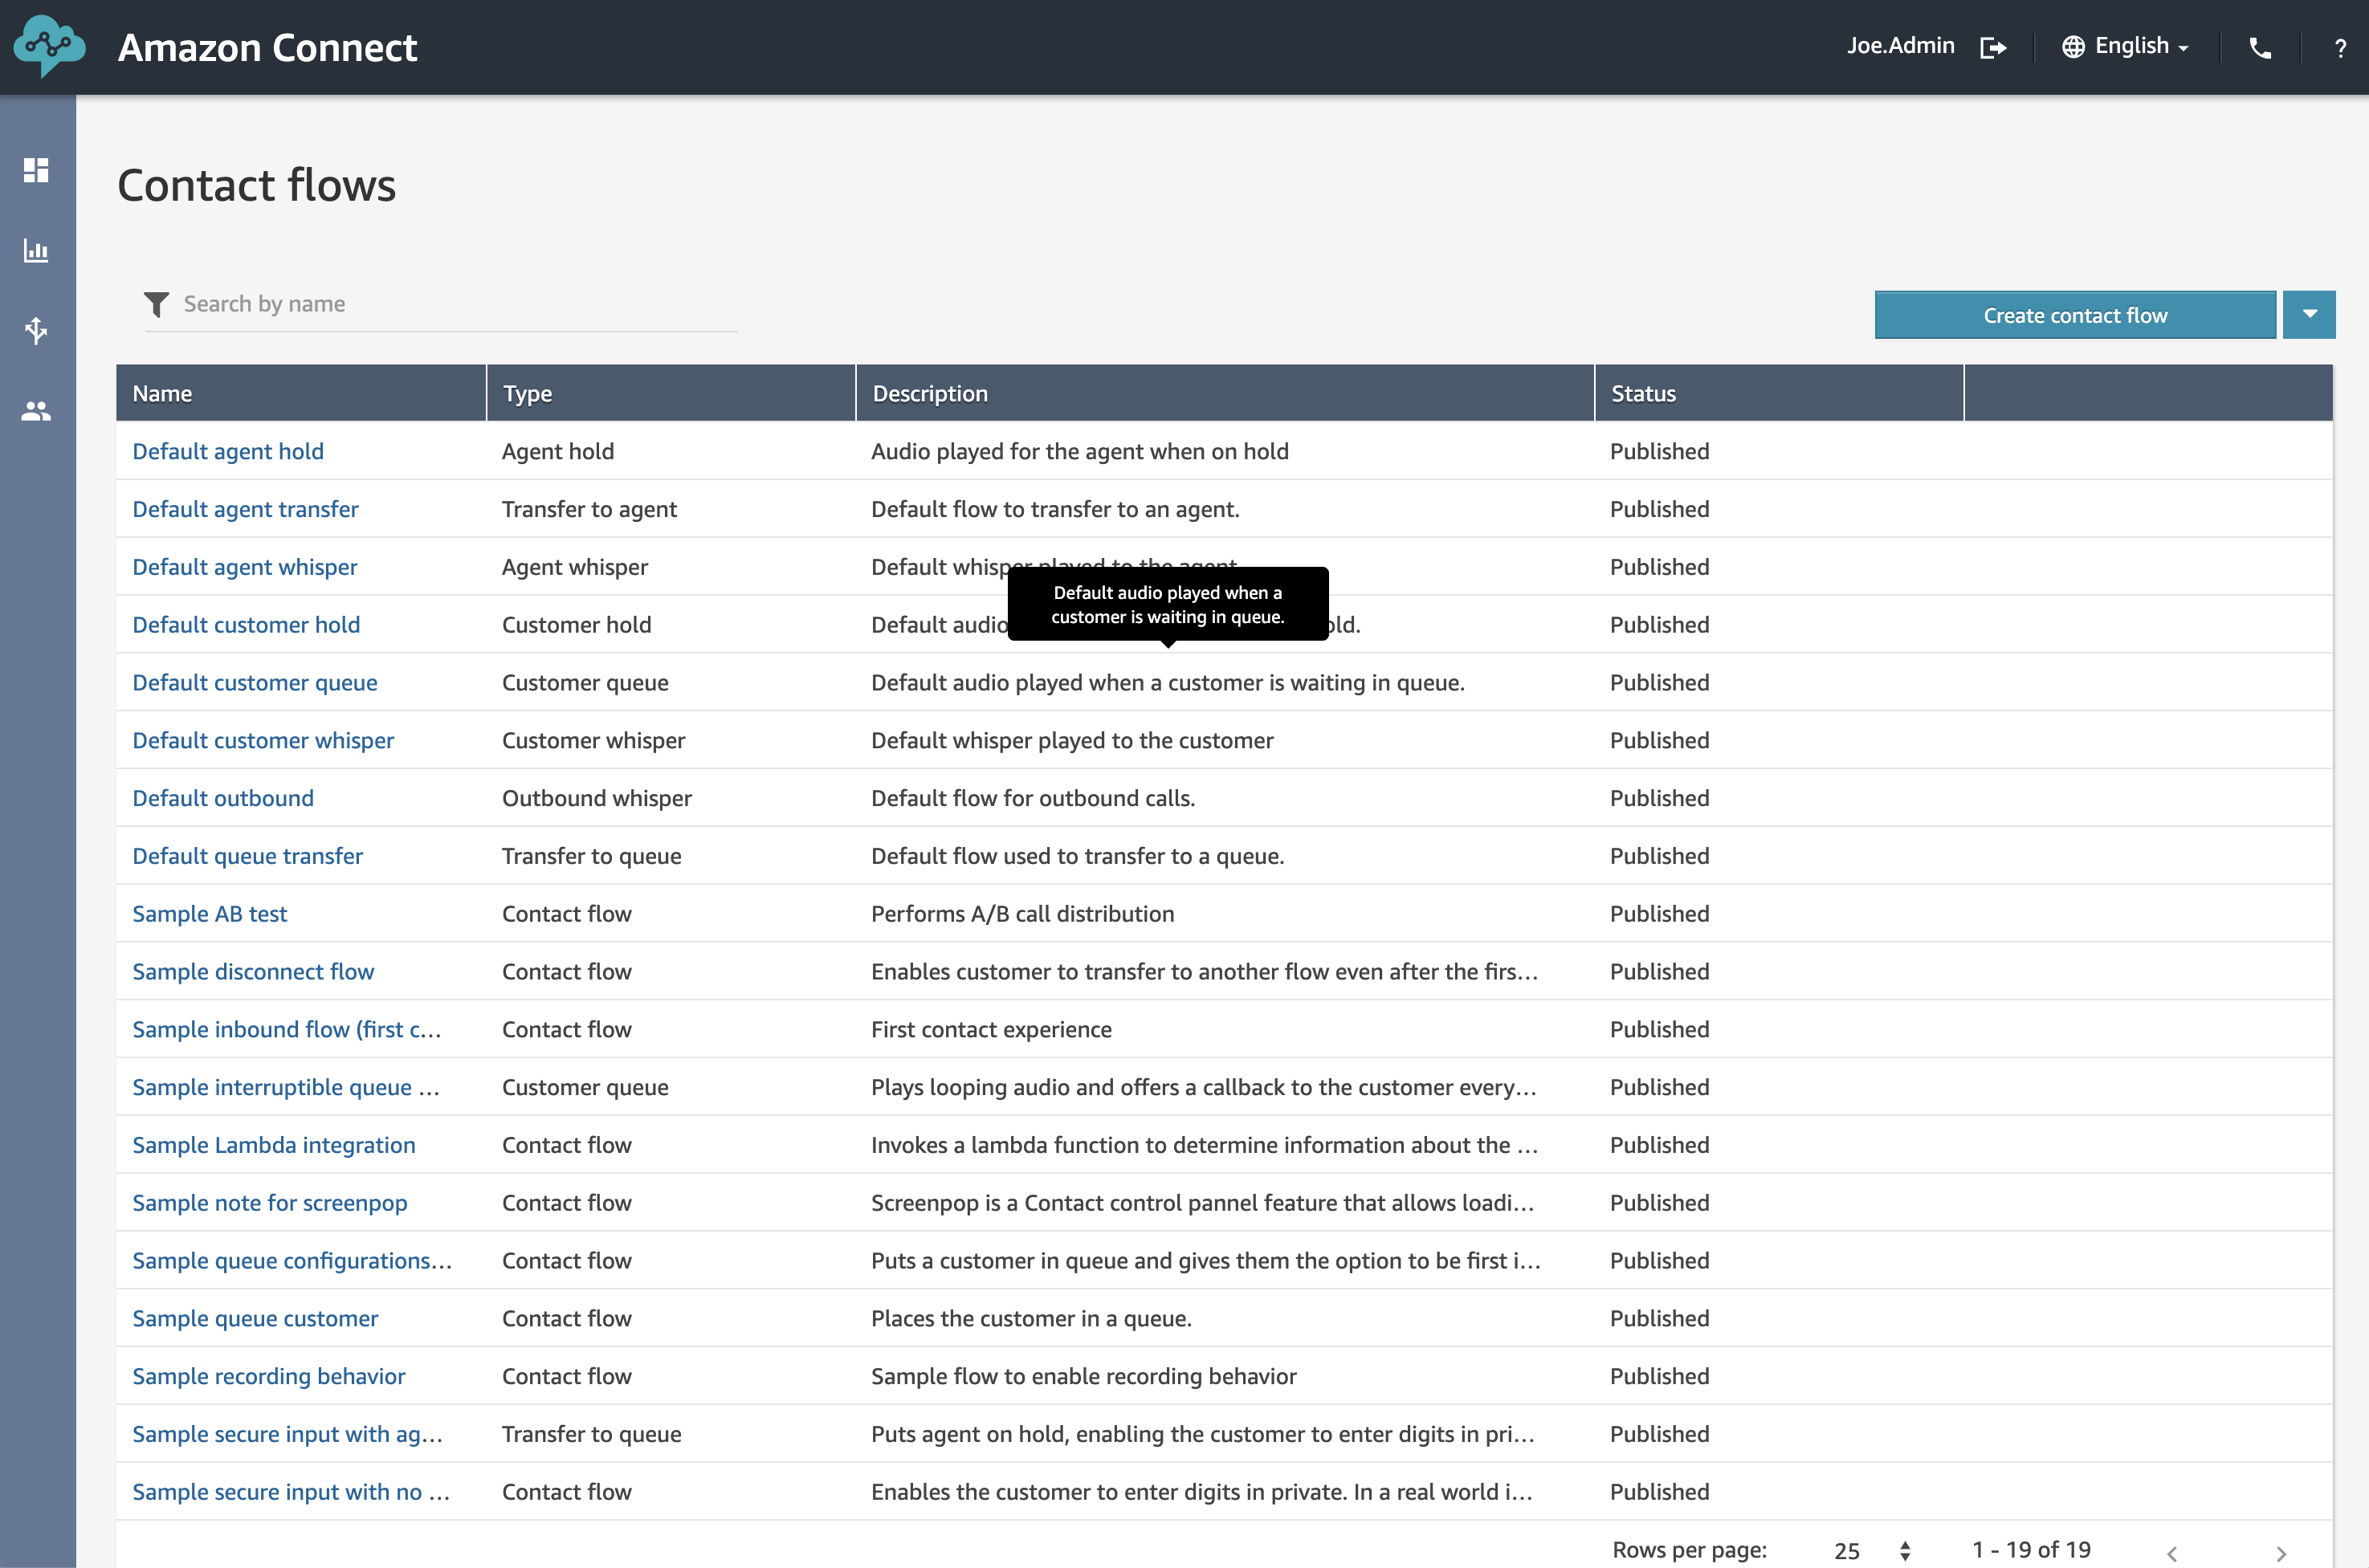 Amazon Connect
Joe.Admin English ?
Contact flows
Search by name
Create contact flow
Name Type Description Status
Default agent hold Agent hold Audio played for the agent when on hold Published
Default agent transfer Transfer to agent Default flow to transfer to an agent. Published
Default agent whisper Agent whisper Default whisper played to the agent Published
Default audio played when a
customer is waiting in queue.
Default customer hold Customer hold Default audio old. Published
Default customer queue Customer queue Default audio played when a customer is waiting in queue. Published
Default customer whisper Customer whisper Default whisper played to the customer Published
Default outbound Outbound whisper Default flow for outbound calls. Published
Default queue transfer Transfer to queue Default flow used to transfer to a queue. Published
Sample AB test Contact flow Performs A/B call distribution Published
Sample disconnect flow Contact flow Enables customer to transfer to another flow even after the firs... Published
Sample inbound flow (first c... Contact flow First contact experience Published
Sample interruptible queue ... Customer queue Plays looping audio and offers a callback to the customer every... Published
Sample Lambda integration Contact flow Invokes a lambda function to determine information about the ... Published
Sample note for screenpop Contact flow Screenpop is a Contact control pannel feature that allows loadi... Published
Sample queue configurations... Contact flow Puts a customer in queue and gives them the option to be first i... Published
Sample queue customer Contact flow Places the customer in a queue. Published
Sample recording behavior Contact flow Sample flow to enable recording behavior Published
Sample secure input with ag... Transfer to queue Puts agent on hold, enabling the customer to enter digits in pri... Published
Sample secure input with no ... Contact flow Enables the customer to enter digits in private. In a real world i... Published
Rows per page: 25 1 - 19 of 19